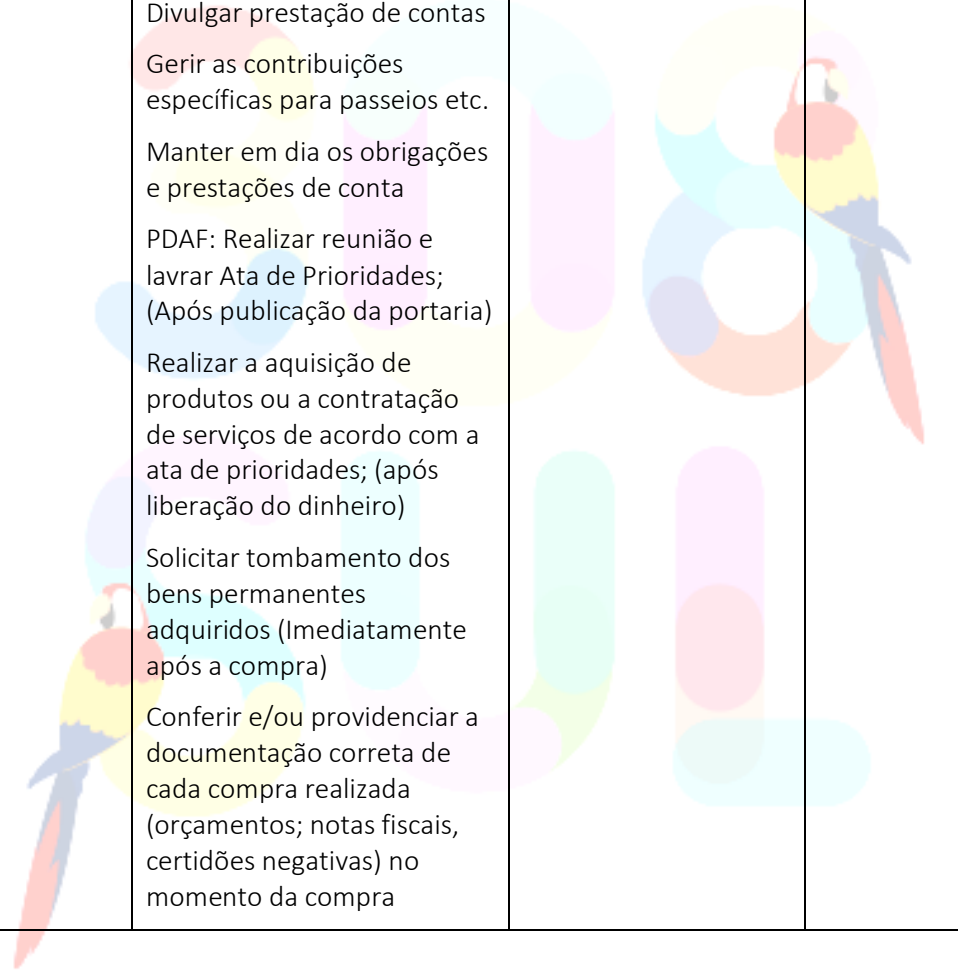 Divulgar prestação de contas
Gerir as contribuições
específicas para passeios etc.
Manter em dia os obrigações
e prestações de conta
PDAF: Realizar reunião e
lavrar Ata de Prioridades;
(Após publicação da portaria)
Realizar a aquisição de
produtos ou a contratação
de serviços de acordo com a
ata de prioridades; (após
liberação do dinheiro)
Solicitar tombamento dos
bens permanentes
adquiridos (Imediatamente
após a compra)
Conferir e/ou providenciar a
documentação correta de
cada compra realizada
(orçamentos; notas fiscais,
certidões negativas) no
momento da compra
308
SUL